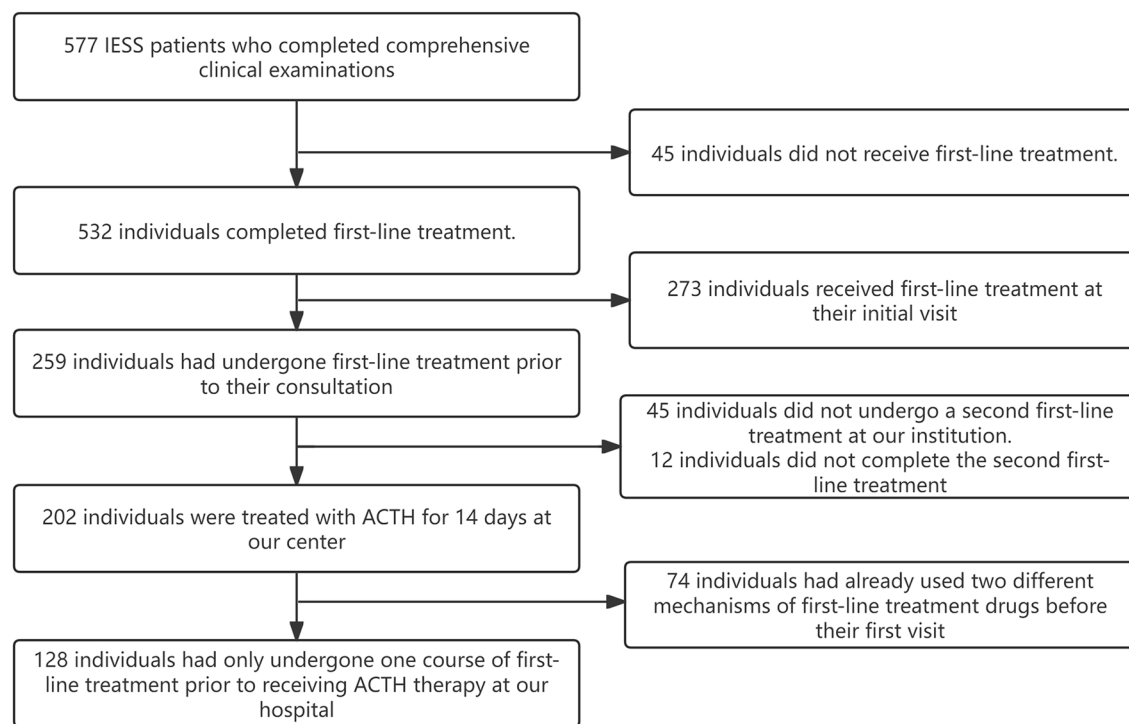 577 IESS patients who completed comprehensive
clinical examinations
45 individuals did not receive first-line treatment.
532 individuals completed first-line treatment.
273 individuals received first-line treatment at
their initial visit
259 individuals had undergone first-line treatment prior
to their consultation
45 individuals did not undergo a second first-line
treatment at our institution.
12 individuals did not complete the second first-
line treatment
202 individuals were treated with ACTH for 14 days at
our center
74 individuals had already used two different
mechanisms of first-line treatment drugs before
their first visit
128 individuals had only undergone one course of first-
line treatment prior to receiving ACTH therapy at our
hospital